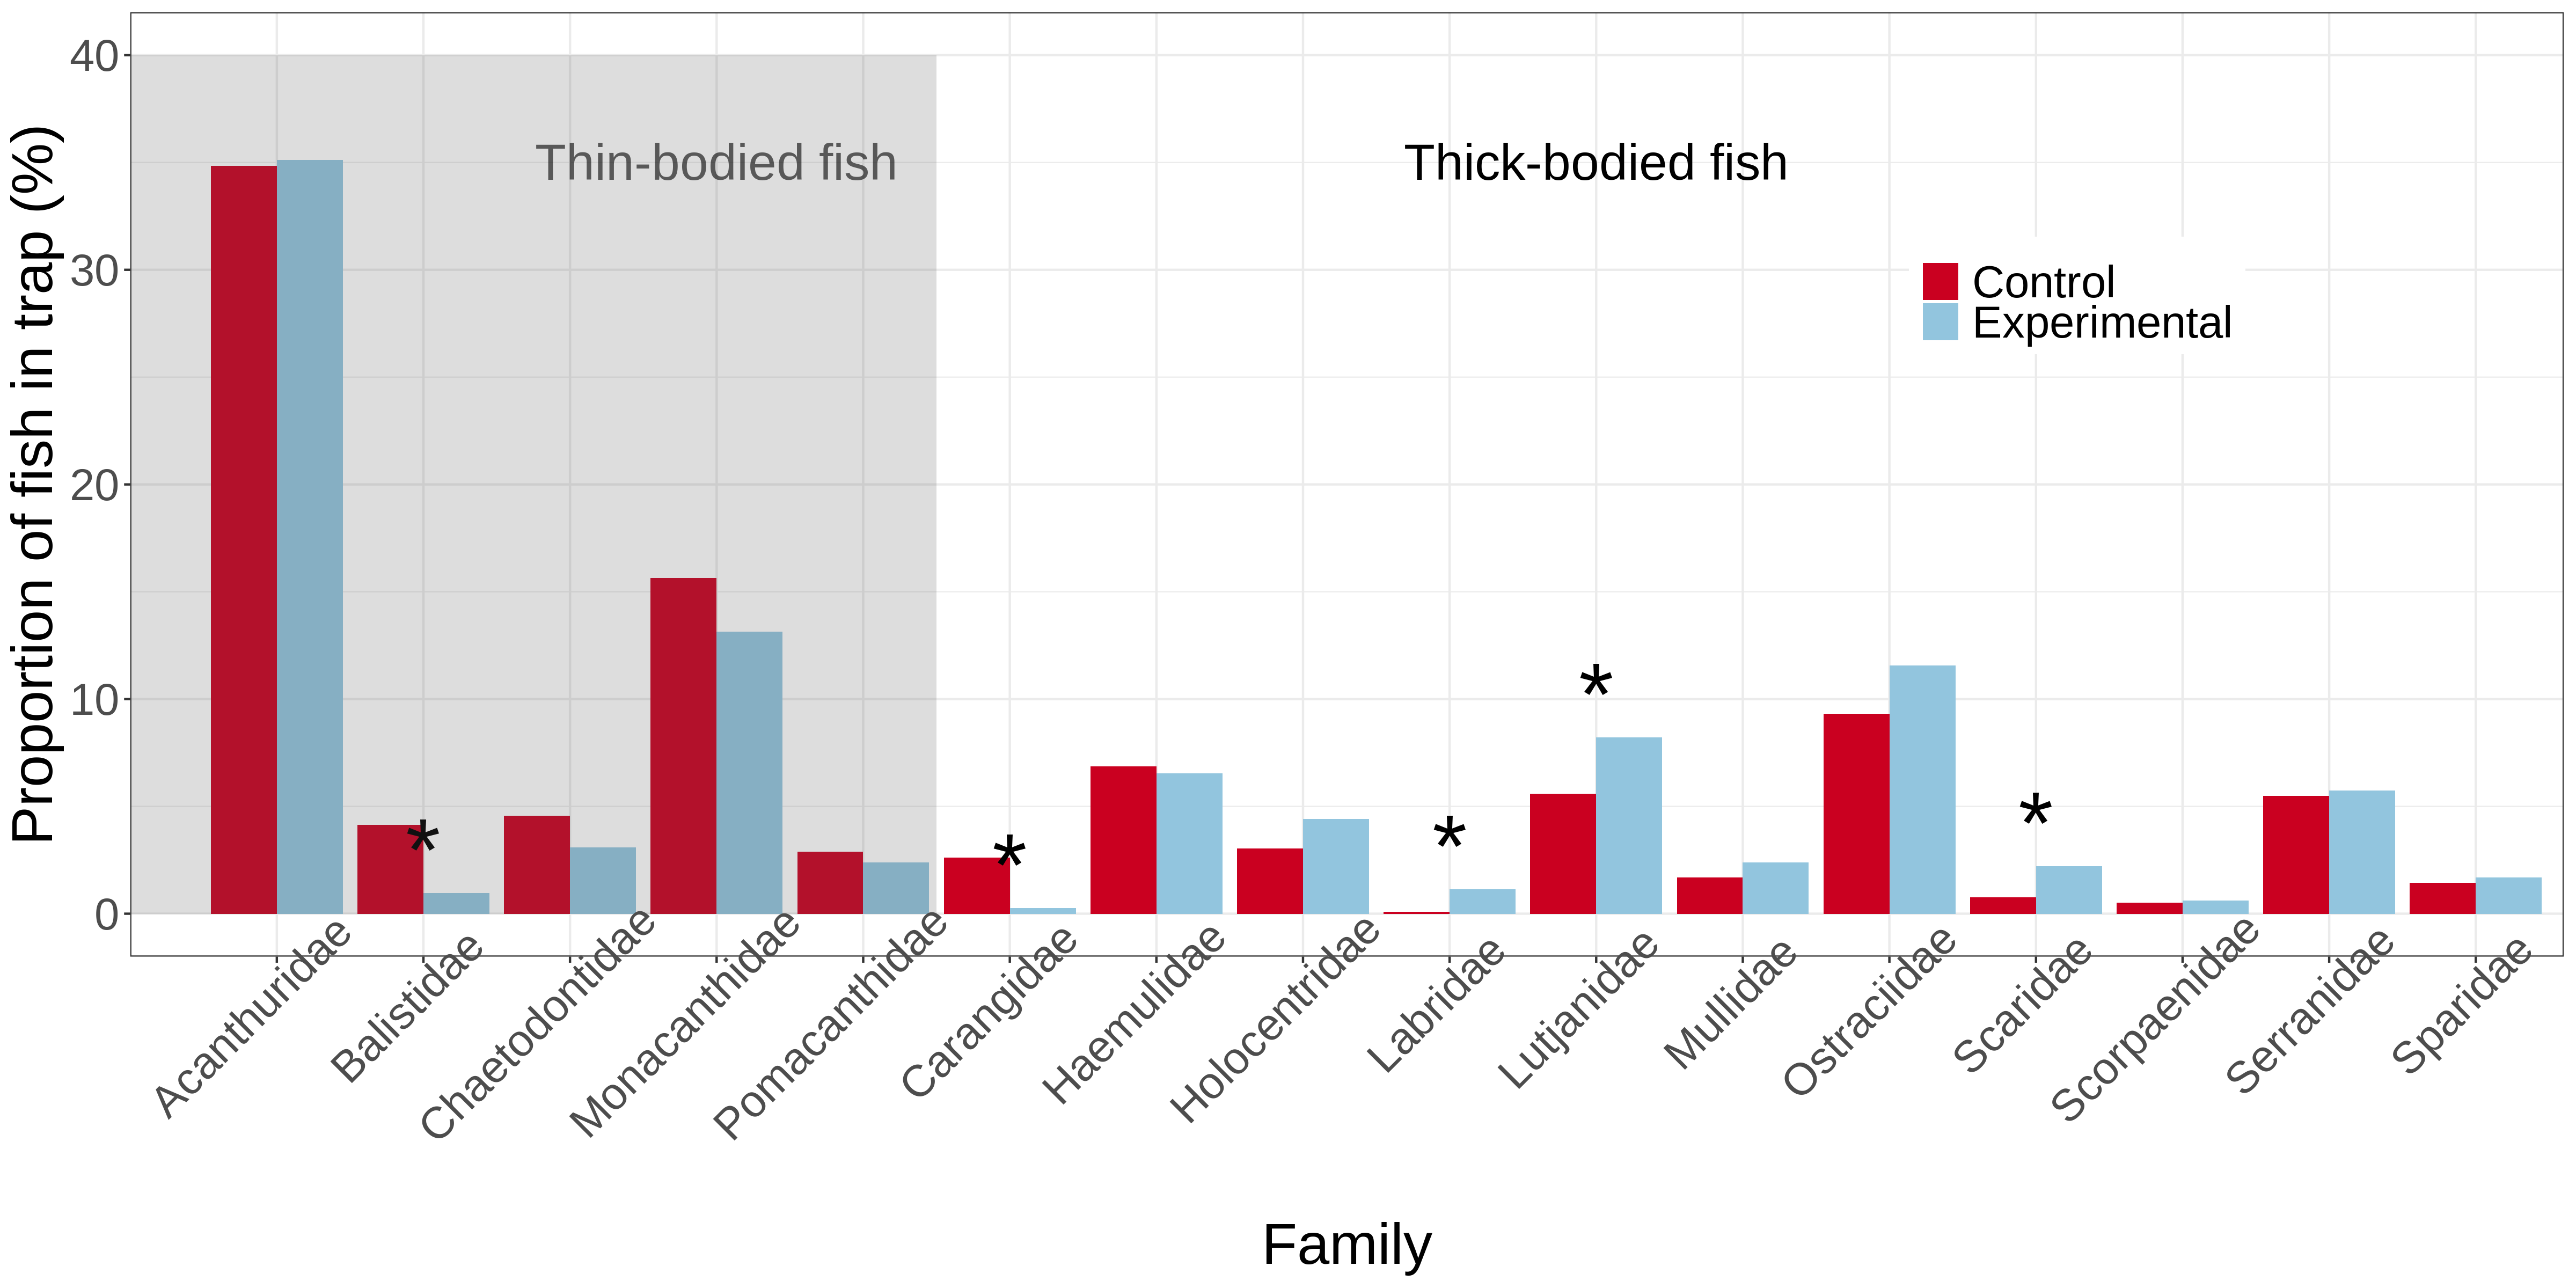 Proportion of fish in trap (%)
40
30
20
10
0
Thin-bodied fish
Thick-bodied fish
Control
Experimental
*
*
*
*
*
Acanthuridae
Balistidae
Chaetodontidae
Monacanthidae
Pomacanthidae
Carangidae
Haemulidae
Holocentridae
Labridae
Lutjanidae
Mullidae
Ostraciidae
Scaridae
Scorpaenidae
Serranidae
Sparidae
Family